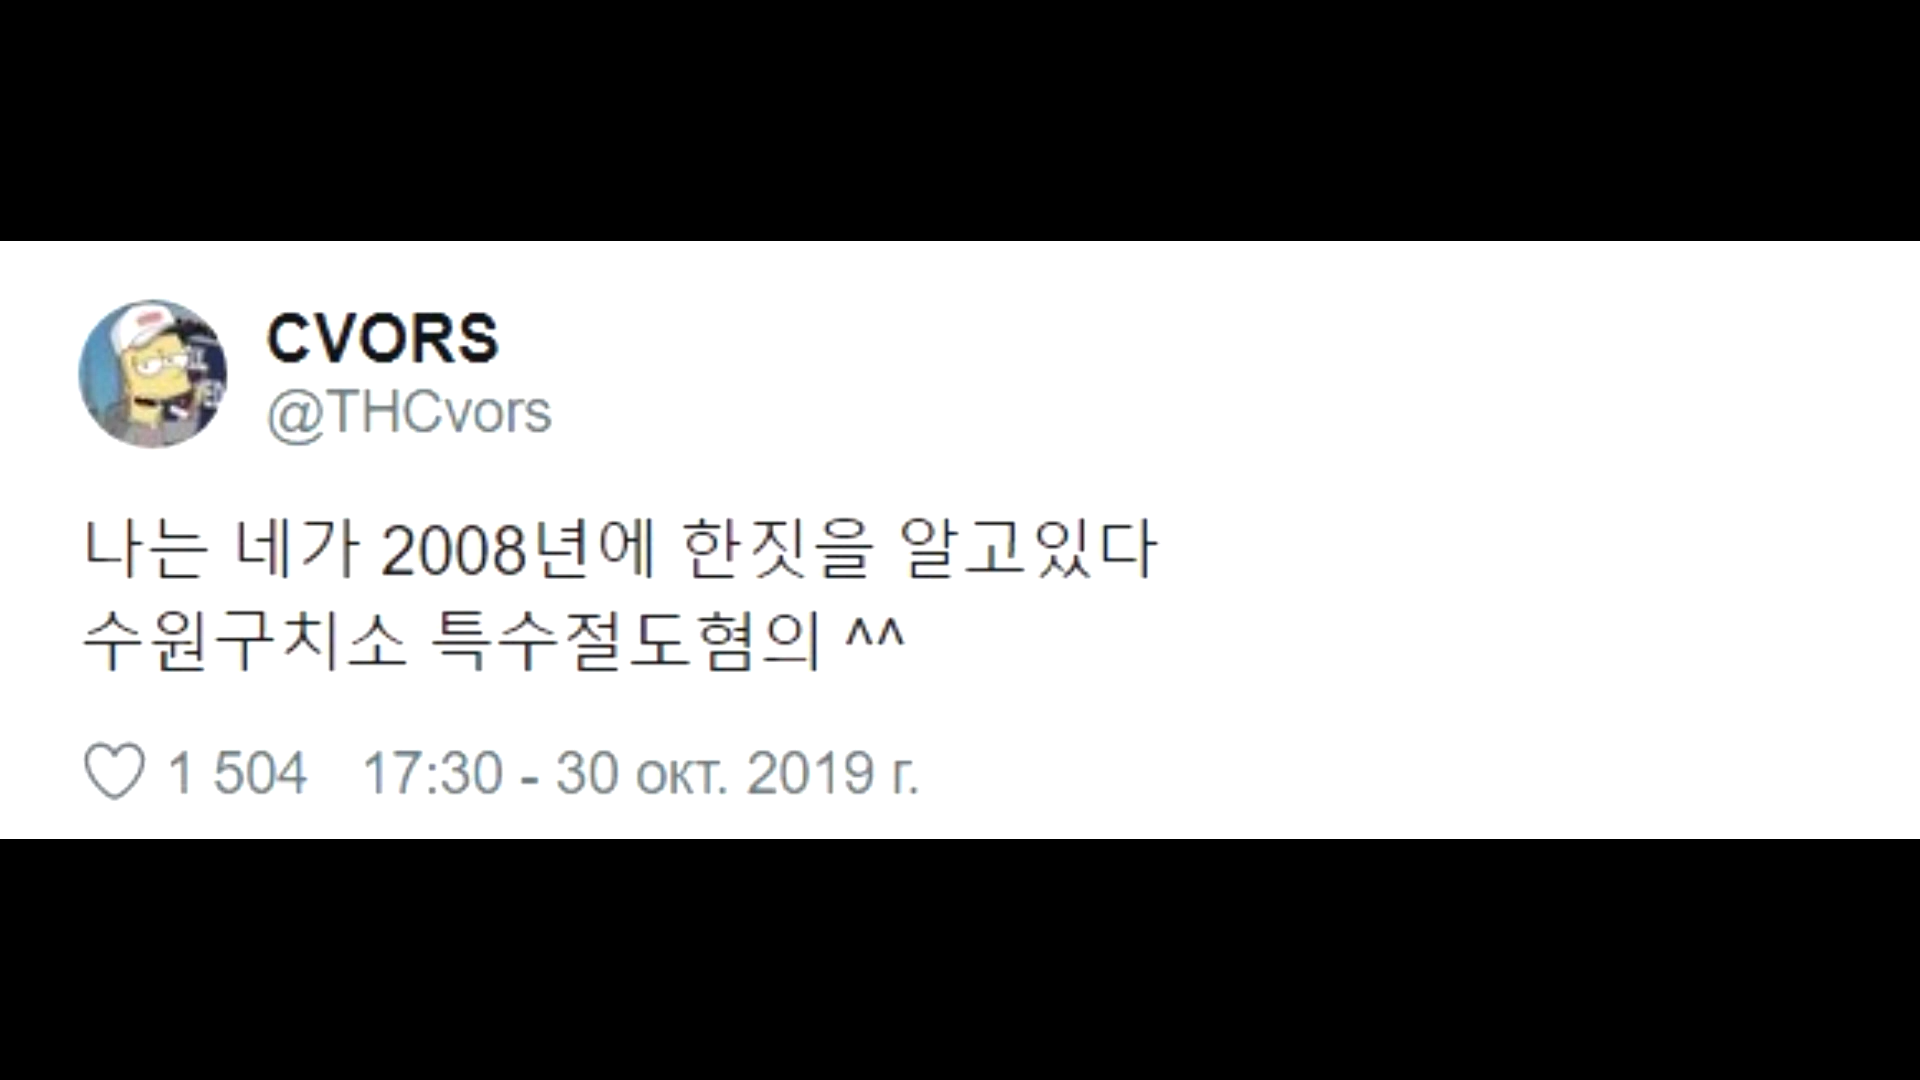 CVORS
@THCvors
나는 네가 2008년에 한짓을 알고있다
수원구치소 특수절도혐의 ^^
1 504 17:30 - 30 окт. 2019 г.